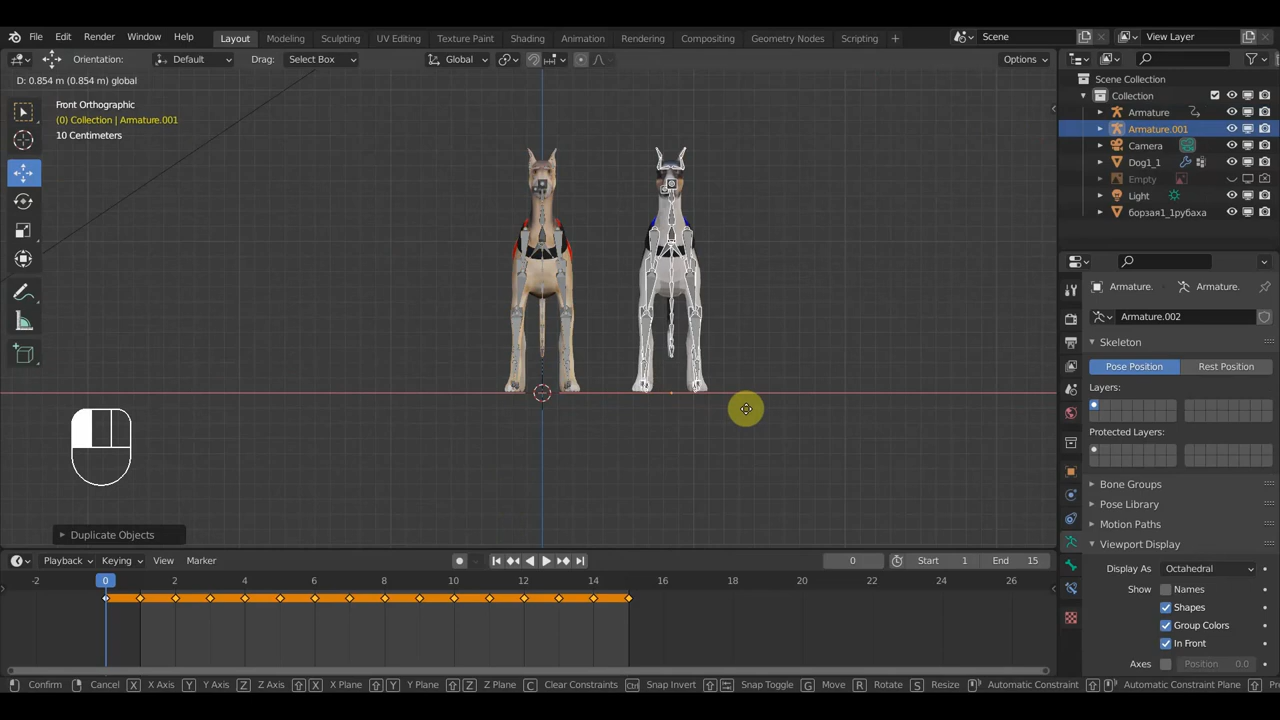 File Edit Render Window Help Layout Modeling Sculpting UV Editing Texture Paint Shading Animation Rendering Compositing Geometry Nodes Scripting + Scene View Layer
Orientation: Default Drag: Select Box Global Options
D: 0.854 m (0.854 m) global
Front Orthographic
(0) Collection | Armature.001
10 Centimeters
Scene Collection
Collection
Armature
Armature.001
Camera
Dog1_1
Empty
Light
борзая1_1рубаха
Armature. Armature.
Armature.002
Skeleton
Pose Position Rest Position
Layers:
Protected Layers:
Bone Groups
Pose Library
Motion Paths
Viewport Display
Display As Octahedral
Show Names
Shapes
Group Colors
In Front
Axes Position 0.0
Duplicate Objects
Playback Keying View Marker 0 Start 1 End 15
-2 0 2 4 6 8 10 12 14 16 18 20 22 24 26
Confirm Cancel X X Axis Y Y Axis Z Z Axis X X Plane Y Y Plane Z Z Plane C Clear Constraints Ctrl Snap Invert Snap Toggle G Move R Rotate S Resize Automatic Constraint Automatic Constraint Plane